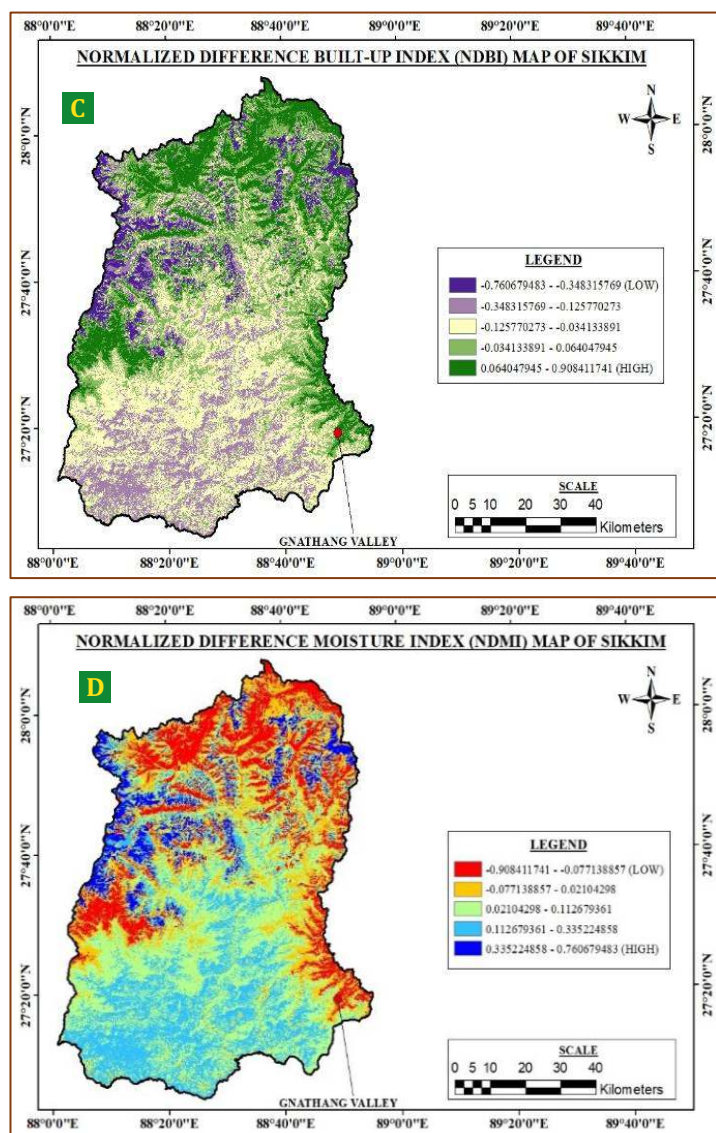 88°0'0"E 88°20'0"E 88°40'0"E 89°0'0"E 89°20'0"E 89°40'0"E
NORMALIZED DIFFERENCE BUILT-UP INDEX (NDBI) MAP OF SIKKIM
C
N
W E
S
28°0'0"N 28°0'0"N
27°40'0"N 27°40'0"N
27°20'0"N 27°20'0"N
LEGEND
-0.760679483 - -0.348315769 (LOW)
-0.348315769 - -0.125770273
-0.125770273 - -0.034133891
-0.034133891 - 0.064047945
0.064047945 - 0.908411741 (HIGH)
SCALE
0 5 10 20 30 40
Kilometers
GNATHANG VALLEY
88°0'0"E 88°20'0"E 88°40'0"E 89°0'0"E 89°20'0"E 89°40'0"E
88°0'0"E 88°20'0"E 88°40'0"E 89°0'0"E 89°20'0"E 89°40'0"E
NORMALIZED DIFFERENCE MOISTURE INDEX (NDMI) MAP OF SIKKIM
D
N
W E
S
28°0'0"N 28°0'0"N
27°40'0"N 27°40'0"N
27°20'0"N 27°20'0"N
LEGEND
-0.908411741 - -0.077138857 (LOW)
-0.077138857 - 0.02104298
0.02104298 - 0.112679361
0.112679361 - 0.335224858
0.335224858 - 0.760679483 (HIGH)
SCALE
0 5 10 20 30 40
Kilometers
GNATHANG VALLEY
88°0'0"E 88°20'0"E 88°40'0"E 89°0'0"E 89°20'0"E 89°40'0"E